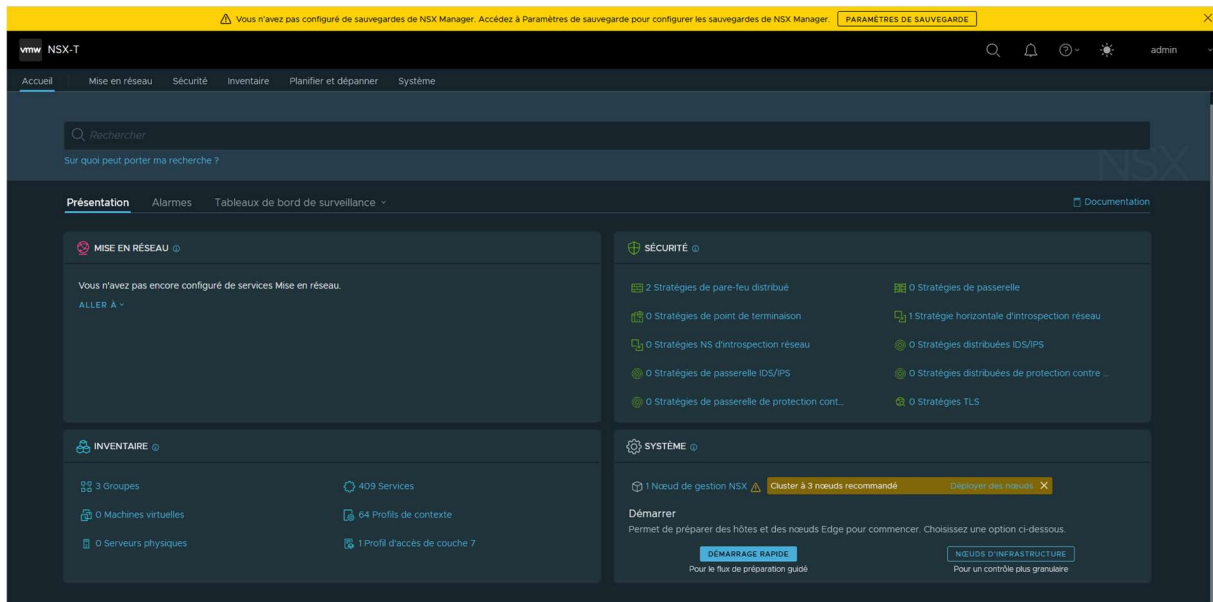 Vous n'avez pas configuré de sauvegardes de NSX Manager. Accédez à Paramètres de sauvegarde pour configurer les sauvegardes de NSX Manager. PARAMÈTRES DE SAUVEGARDE
vmw NSX-T
admin
Accueil Mise en réseau Sécurité Inventaire Planifier et dépanner Système
Rechercher
Sur quoi peut porter ma recherche ?
NSX
Présentation Alarmes Tableaux de bord de surveillance
Documentation
MISE EN RÉSEAU
Vous n'avez pas encore configuré de services Mise en réseau.
ALLER À
SÉCURITÉ
2 Stratégies de pare-feu distribué
0 Stratégies de passerelle
0 Stratégies de point de terminaison
1 Stratégie horizontale d'introspection réseau
0 Stratégies NS d'introspection réseau
0 Stratégies distribuées IDS/IPS
0 Stratégies de passerelle IDS/IPS
0 Stratégies distribuées de protection contre ...
0 Stratégies de passerelle de protection cont...
0 Stratégies TLS
INVENTAIRE
3 Groupes
409 Services
0 Machines virtuelles
64 Profils de contexte
0 Serveurs physiques
1 Profil d'accès de couche 7
SYSTÈME
1 Nœud de gestion NSX
Cluster à 3 nœuds recommandé
Déployer des nœuds
Démarrer
Permet de préparer des hôtes et des nœuds Edge pour commencer. Choisissez une option ci-dessous.
DÉMARRAGE RAPIDE
Pour le flux de préparation guidé
NŒUDS D'INFRASTRUCTURE
Pour un contrôle plus granulaire